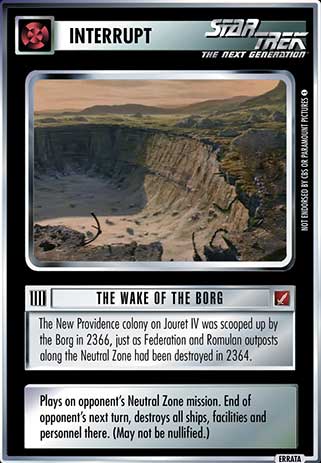 INTERRUPT
STAR TREK
THE NEXT GENERATION
NOT ENDORSED BY CBS OR PARAMOUNT PICTURES
THE WAKE OF THE BORG
The New Providence colony on Jouret IV was scooped up by
the Borg in 2366, just as Federation and Romulan outposts
along the Neutral Zone had been destroyed in 2364.
Plays on opponent's Neutral Zone mission. End of
opponent's next turn, destroys all ships, facilities and
personnel there. (May not be nullified.)
ERRATA